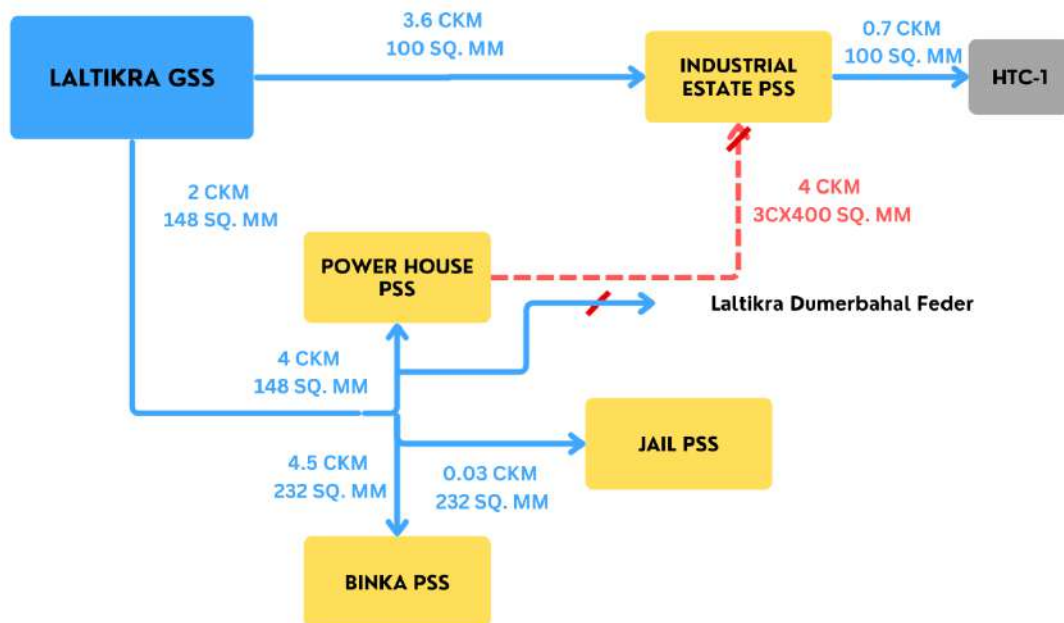 3.6 CKM
100 SQ. MM
0.7 CKM
100 SQ. MM
LALTIKRA GSS
INDUSTRIAL
ESTATE PSS
HTC-1
2 CKM
148 SQ. MM
4 CKM
3CX400 SQ. MM
POWER HOUSE
PSS
Laltikra Dumerbahal Feder
4 CKM
148 SQ. MM
JAIL PSS
4.5 CKM
232 SQ. MM
0.03 CKM
232 SQ. MM
BINKA PSS